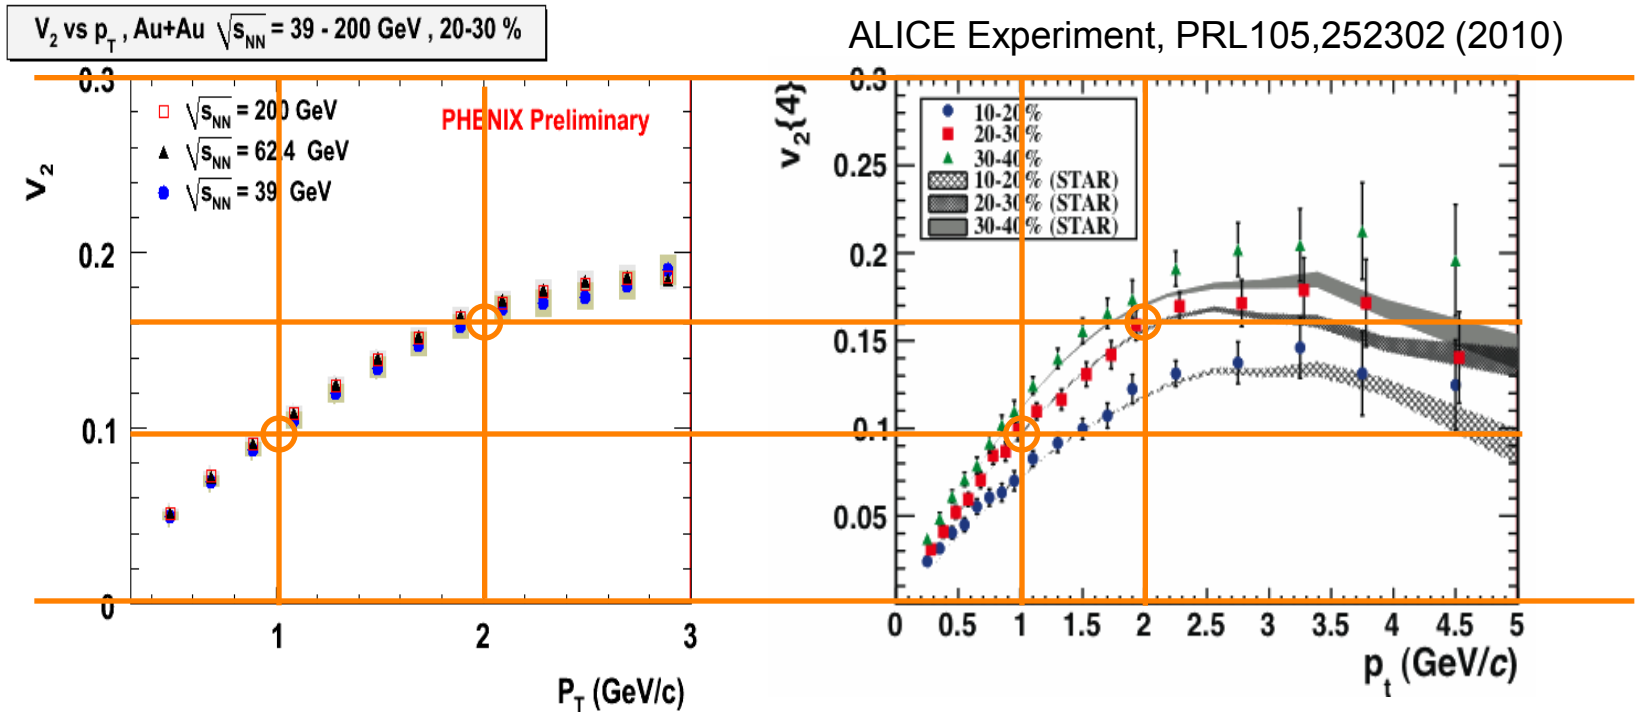 V2 vs pT , Au+Au √sNN = 39 - 200 GeV , 20-30 %
ALICE Experiment, PRL105,252302 (2010)
0.3
√sNN = 200 GeV
√sNN = 62.4 GeV
√sNN = 39 GeV
PHENIX Preliminary
V2
0.2
0.1
0
1
2
3
PT (GeV/c)
0.3
v2{4}
10-20%
20-30%
30-40%
10-20% (STAR)
20-30% (STAR)
30-40% (STAR)
0.25
0.2
0.15
0.1
0.05
0 0.5 1 1.5 2 2.5 3 3.5 4 4.5 5
pt (GeV/c)